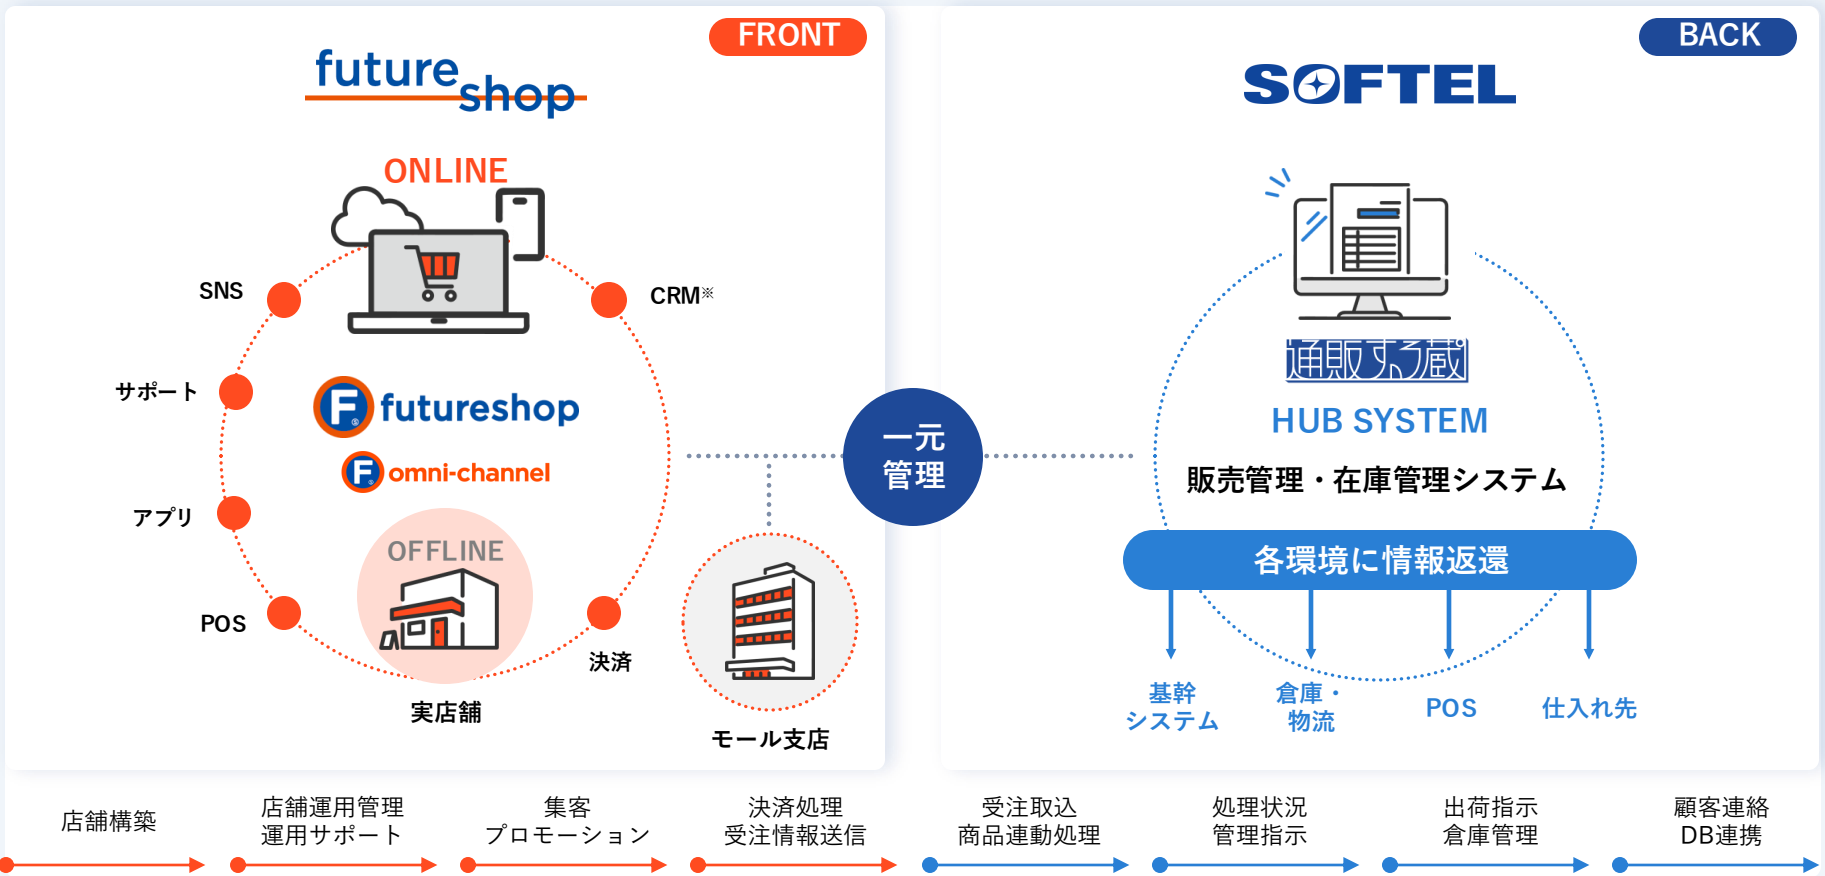 FRONT
future
shop
ONLINE
SNS
CRM※
サポート
F futureshop
F omni-channel
アプリ
OFFLINE
POS
決済
実店舗
モール支店
一元
管理
BACK
SOFTEL
通販する蔵
HUB SYSTEM
販売管理・在庫管理システム
各環境に情報返還
基幹
システム
倉庫・
物流
POS
仕入れ先
店舗構築
店舗運用管理
運用サポート
集客
プロモーション
決済処理
受注情報送信
受注取込
商品連動処理
処理状況
管理指示
出荷指示
倉庫管理
顧客連絡
DB連携